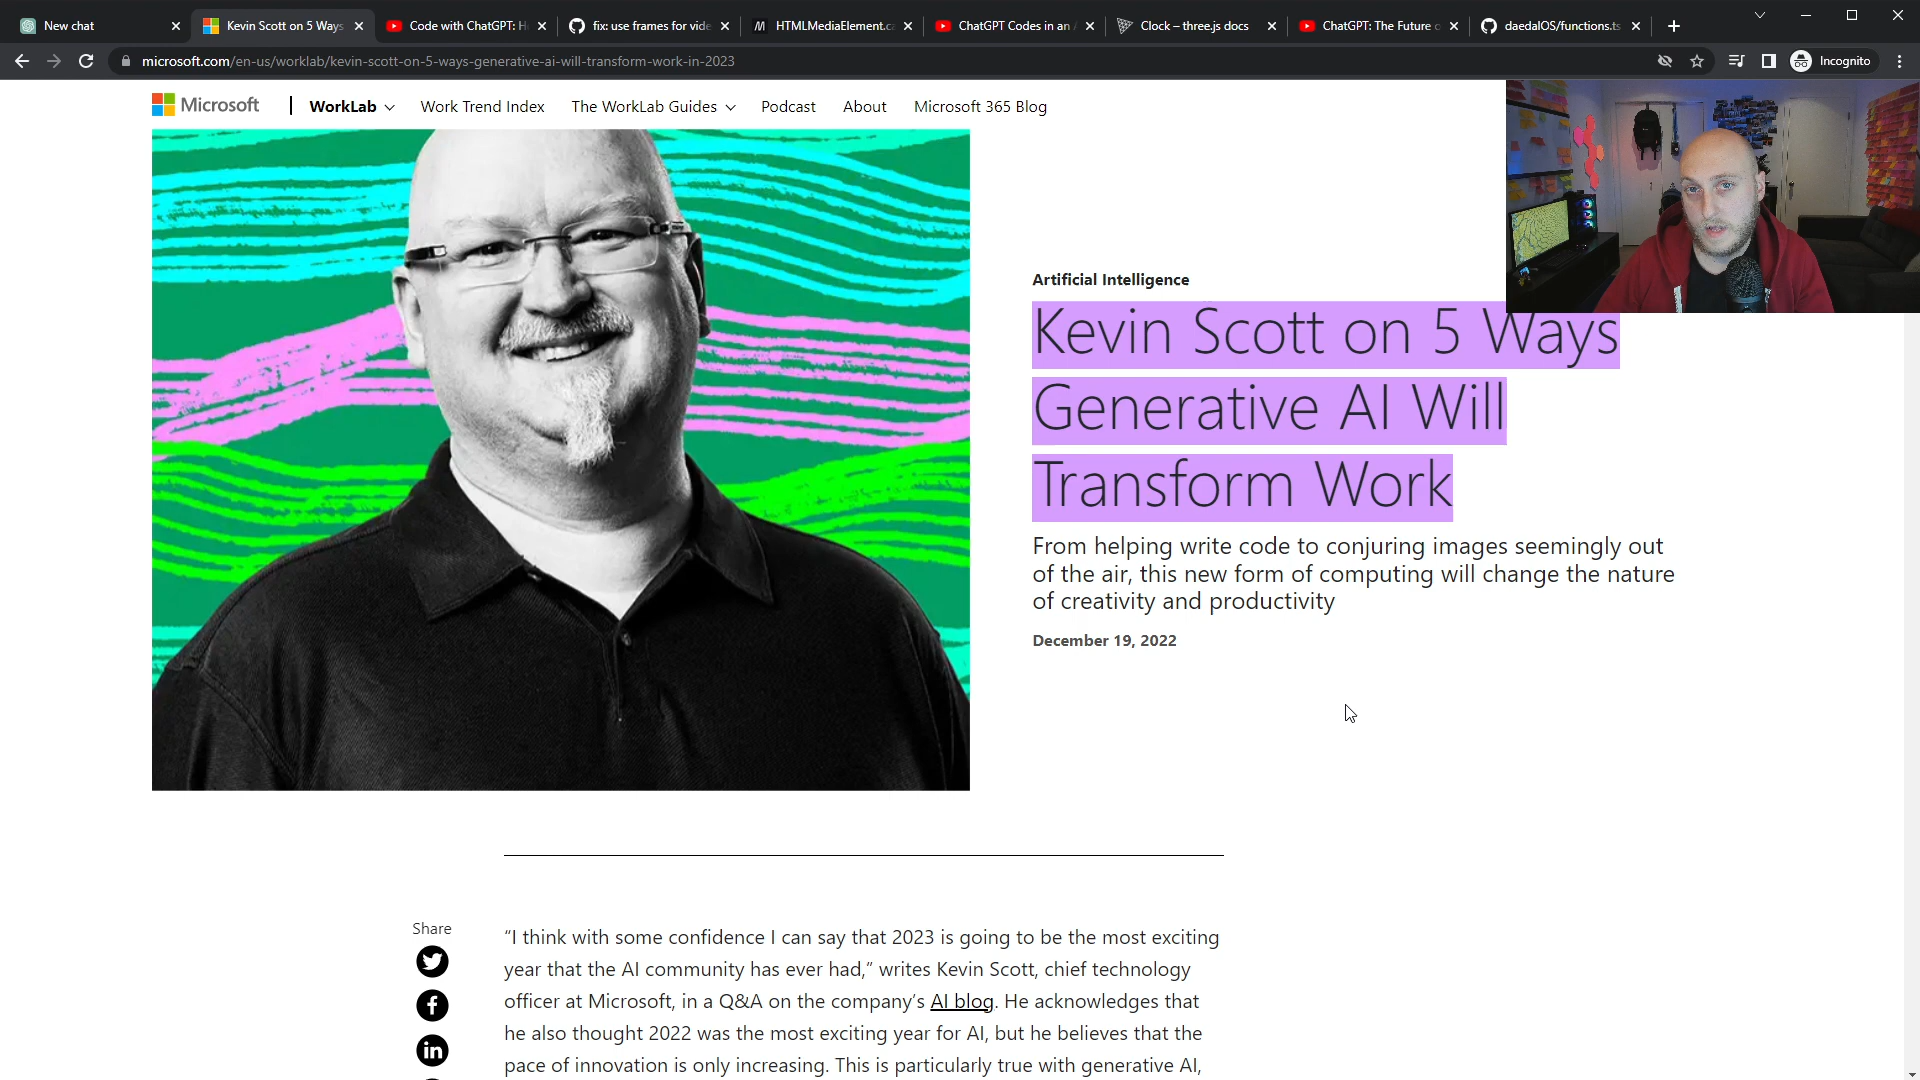 New chat
Kevin Scott on 5 Ways
Code with ChatGPT: H
fix: use frames for vide
HTMLMediaElement.ca
ChatGPT Codes in an
Clock – three.js docs
ChatGPT: The Future o
daedalOS/functions.ts
microsoft.com/en-us/worklab/kevin-scott-on-5-ways-generative-ai-will-transform-work-in-2023
Incognito
Microsoft
WorkLab
Work Trend Index
The WorkLab Guides
Podcast
About
Microsoft 365 Blog
Artificial Intelligence
Kevin Scott on 5 Ways
Generative AI Will
Transform Work
From helping write code to conjuring images seemingly out
of the air, this new form of computing will change the nature
of creativity and productivity
December 19, 2022
Share
“I think with some confidence I can say that 2023 is going to be the most exciting
year that the AI community has ever had,” writes Kevin Scott, chief technology
officer at Microsoft, in a Q&A on the company’s AI blog. He acknowledges that
he also thought 2022 was the most exciting year for AI, but he believes that the
pace of innovation is only increasing. This is particularly true with generative AI,